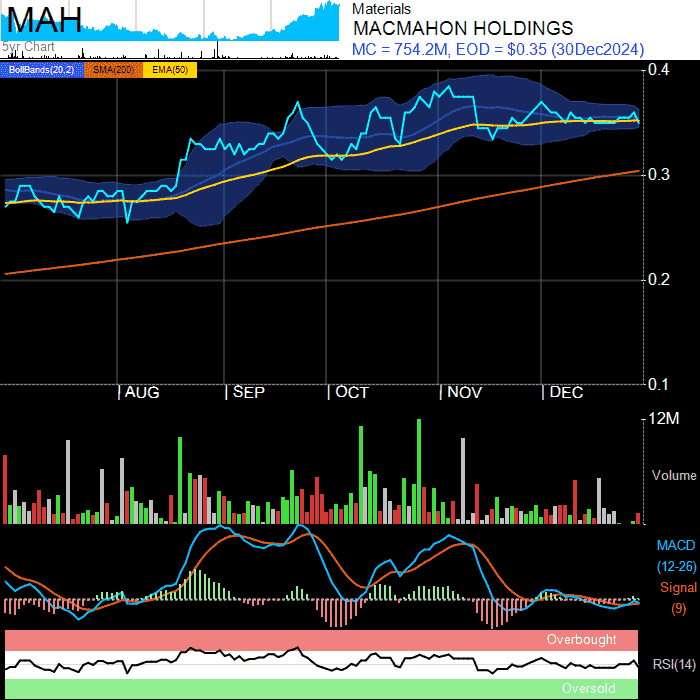 MAH
5yr Chart
Materials
MACMAHON HOLDINGS
MC = 754.2M, EOD = $0.35 (30Dec2024)
BollBands(20,2) SMA(200) EMA(50)
0.4
0.3
0.2
0.1
AUG SEP OCT NOV DEC
12M
Volume
MACD
(12-26)
Signal
(9)
Overbought
RSI(14)
Oversold